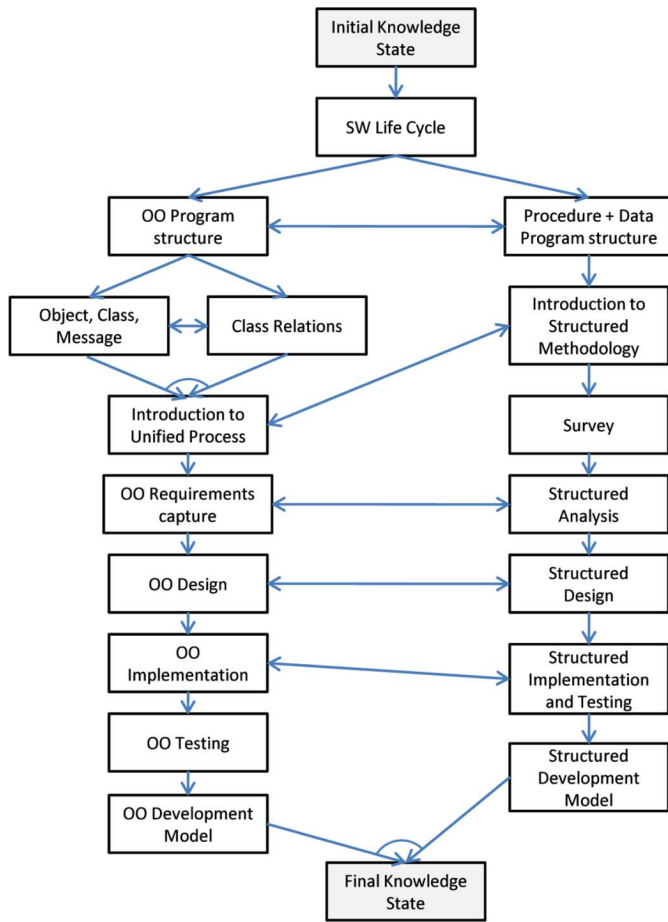 Initial Knowledge
State
SW Life Cycle
OO Program
structure
Procedure + Data
Program structure
Object, Class,
Message
Class Relations
Introduction to
Structured
Methodology
Introduction to
Unified Process
Survey
OO Requirements
capture
Structured
Analysis
OO Design
Structured
Design
OO
Implementation
Structured
Implementation
and Testing
OO Testing
Structured
Development
Model
OO Development
Model
Final Knowledge
State